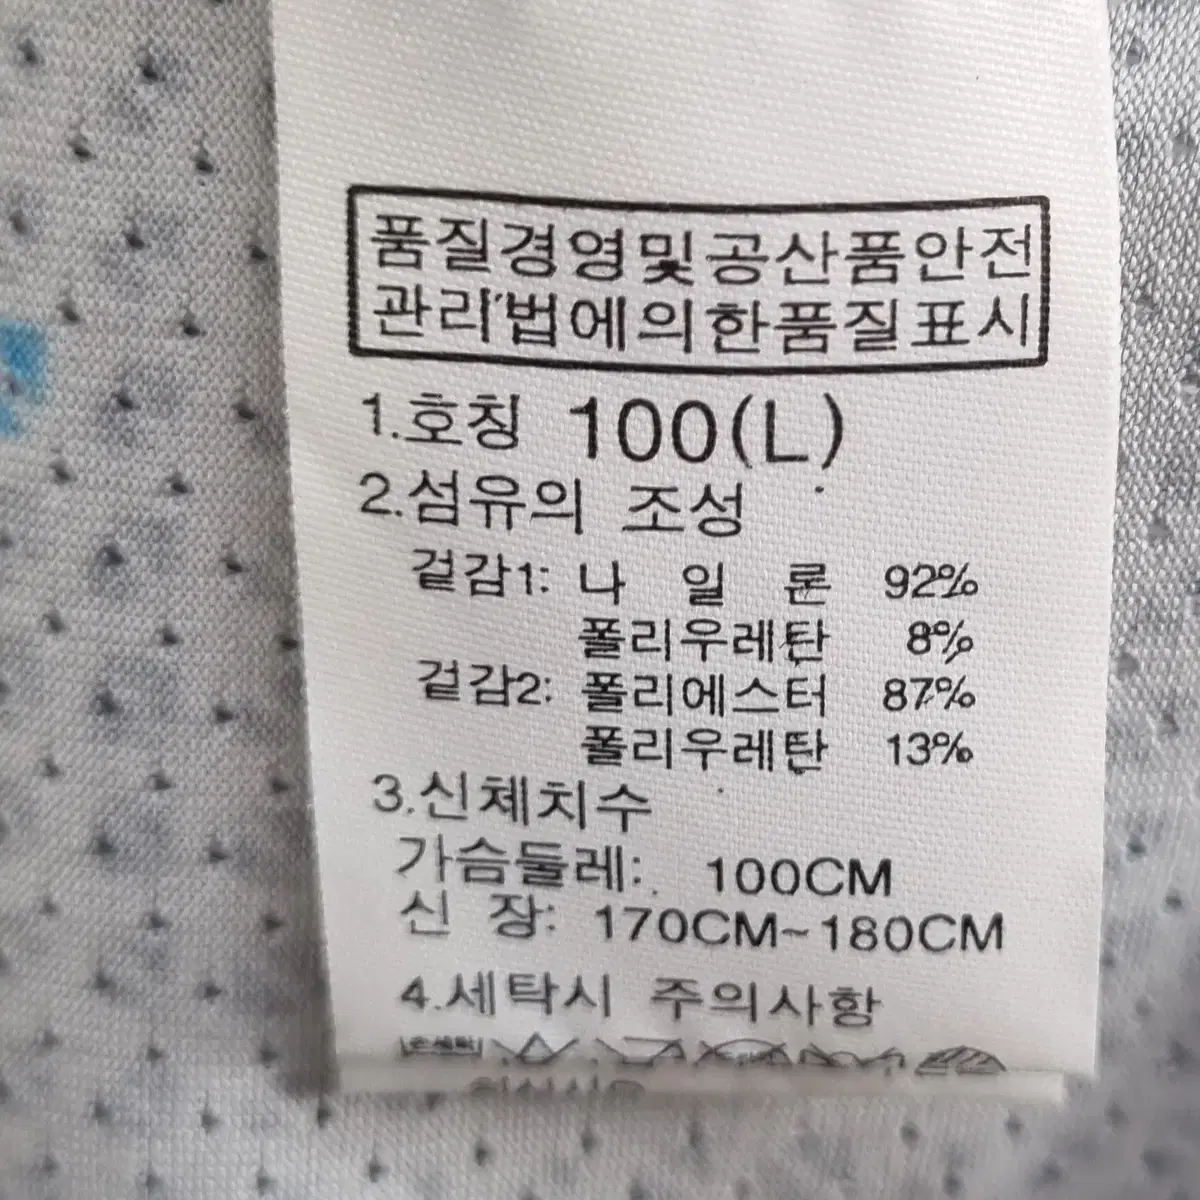 품질경영및공산품안전
관리법에의한품질표시
1.호칭 100(L)
2.섬유의 조성
겉감1: 나 일 론 92%
폴리우레탄 8%
겉감2: 폴리에스터 87%
폴리우레탄 13%
3.신체치수
가슴둘레: 100CM
신 장: 170CM~180CM
4.세탁시 주의사항
손세탁